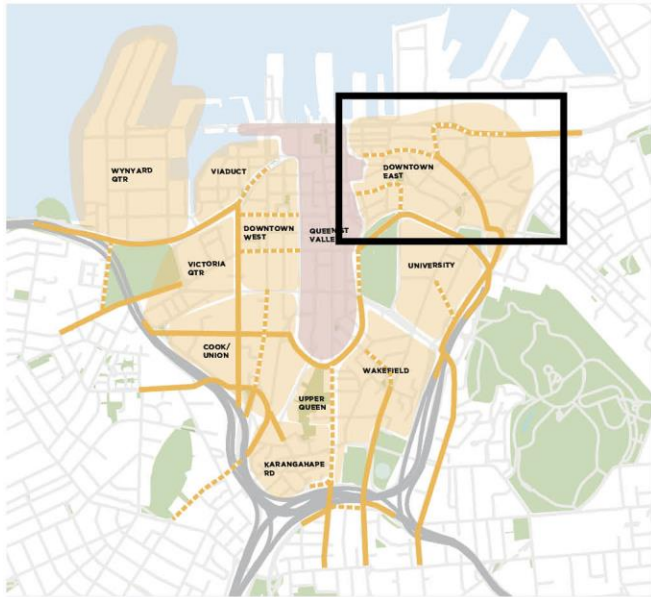 WYNYARD
QTR
VIADUCT
DOWNTOWN
EAST
DOWNTOWN
WEST
QUEEN ST
VALLEY
VICTORIA
QTR
UNIVERSITY
COOK/
UNION
WAKEFIELD
UPPER
QUEEN
KARANGAHAPE
RD